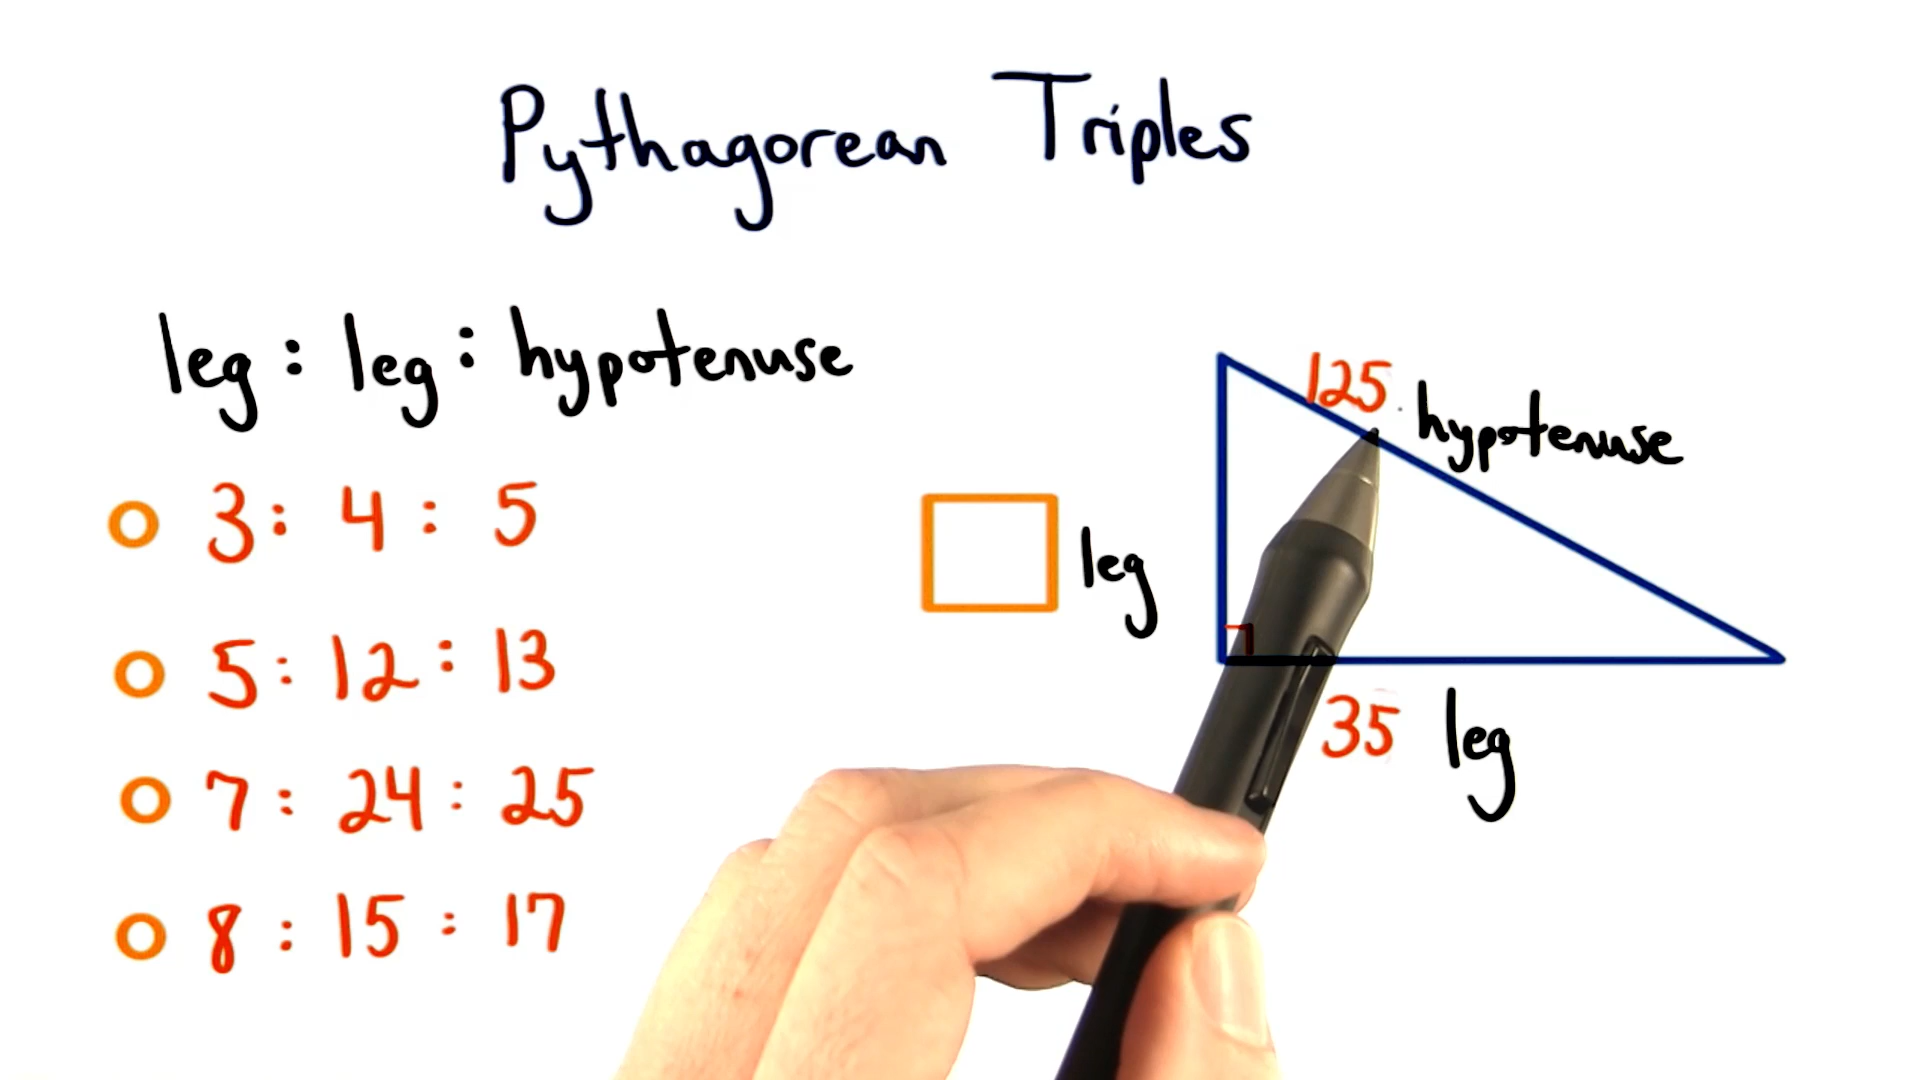 Pythagorean Triples
leg : leg : hypotenuse
3 : 4 : 5
5 : 12 : 13
7 : 24 : 25
8 : 15 : 17
125 hypotenuse
leg
35 leg